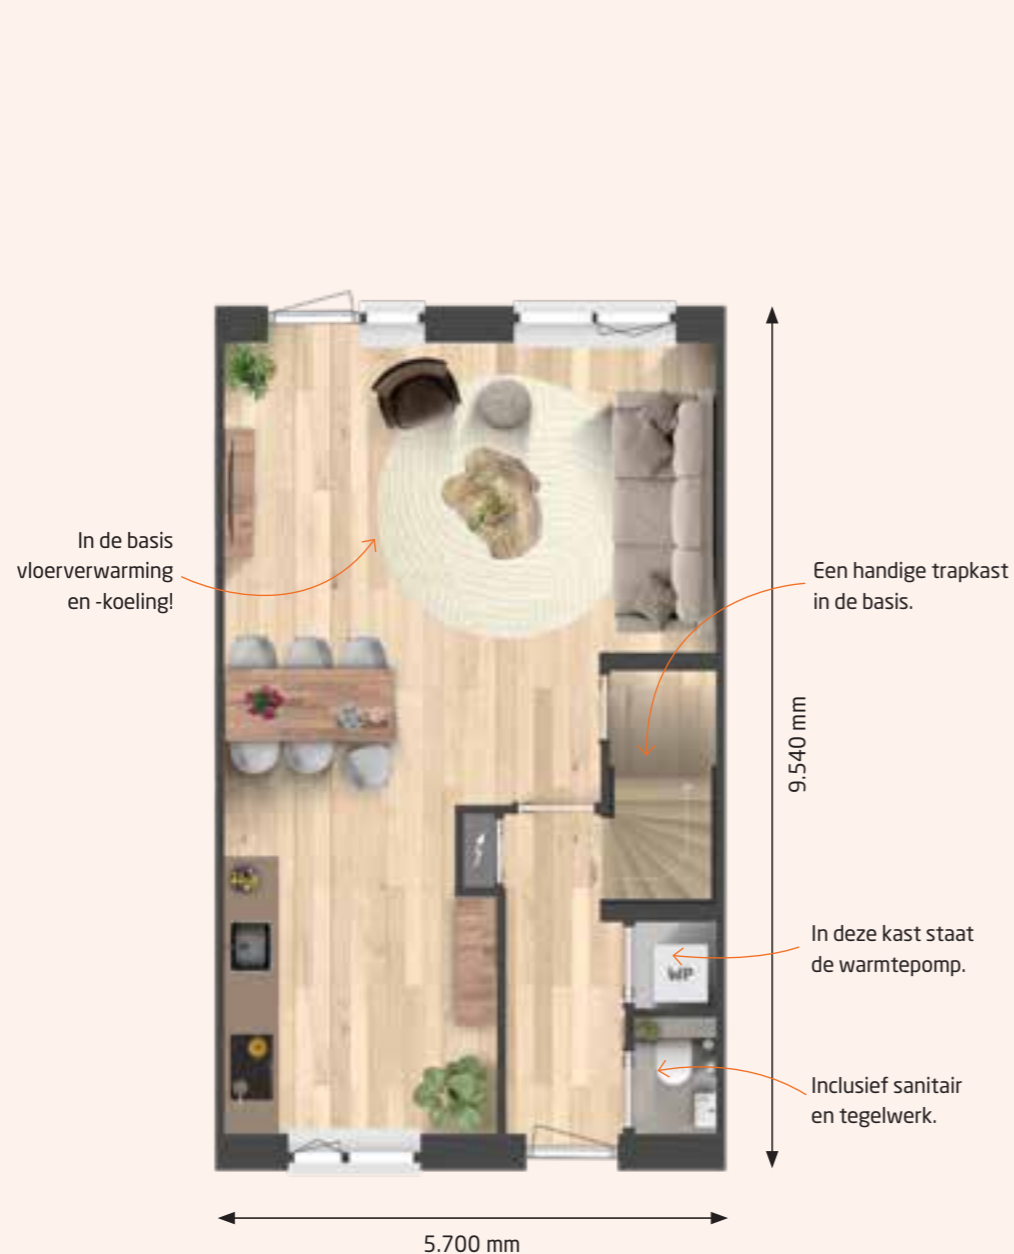 In de basis
vloerverwarming
en -koeling!
Een handige trapkast
in de basis.
9.540 mm
In deze kast staat
de warmtepomp.
WP
Inclusief sanitair
en tegelwerk.
5.700 mm